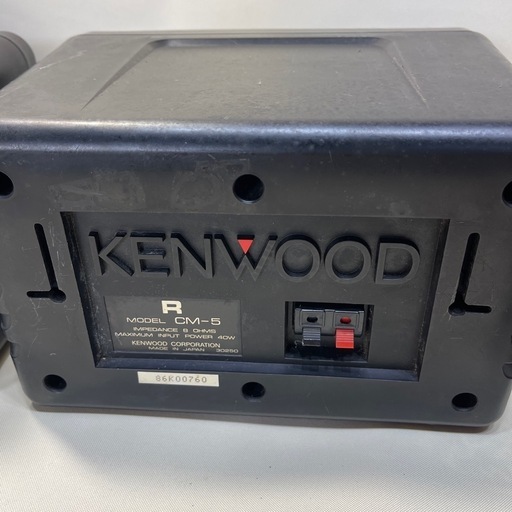 KENWOOD
R
MODEL CM-5
IMPEDANCE 8 OHMS
MAXIMUM INPUT POWER 40W
KENWOOD CORPORATION
MADE IN JAPAN 30250
86K00760